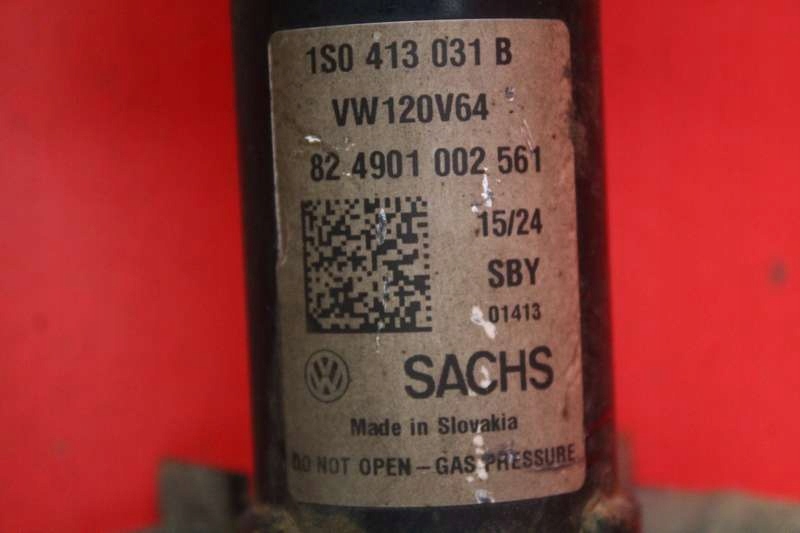 1S0 413 031 B
VW120V64
82 4901 002 561
15/24
SBY
01413
SACHS
Made in Slovakia
DO NOT OPEN – GAS PRESSURE